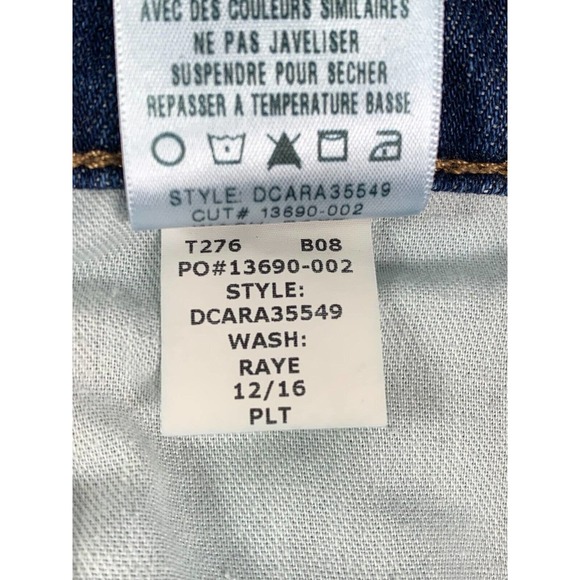 AVEC DES COULEURS SIMILAIRES
NE PAS JAVELISER
SUSPENDRE POUR SECHER
REPASSER A TEMPERATURE BASSE
STYLE: DCARA35549
CUT# 13690-002
T276 B08
PO#13690-002
STYLE:
DCARA35549
WASH:
RAYE
12/16
PLT